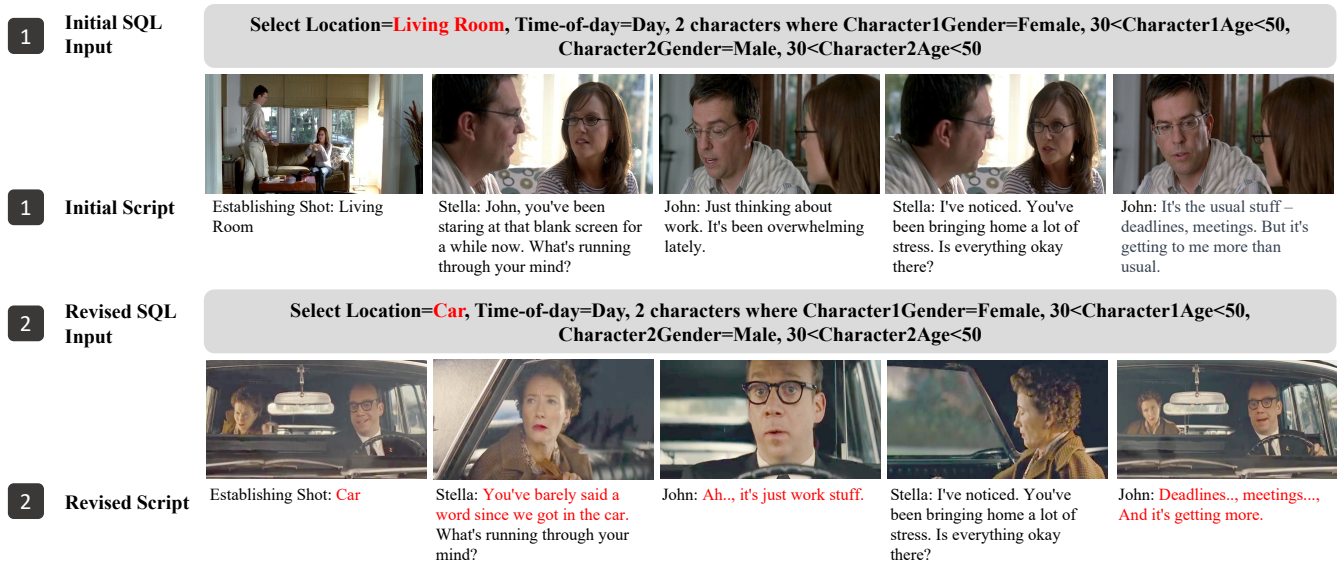 1
Initial SQL
Input
Select Location=Living Room, Time-of-day=Day, 2 characters where Character1Gender=Female, 30<Character1Age<50,
Character2Gender=Male, 30<Character2Age<50
1
Initial Script
Establishing Shot: Living
Room
Stella: John, you've been
staring at that blank screen for
a while now. What's running
through your mind?
John: Just thinking about
work. It's been overwhelming
lately.
Stella: I've noticed. You've
been bringing home a lot of
stress. Is everything okay
there?
John: It's the usual stuff –
deadlines, meetings. But it's
getting to me more than
usual.
2
Revised SQL
Input
Select Location=Car, Time-of-day=Day, 2 characters where Character1Gender=Female, 30<Character1Age<50,
Character2Gender=Male, 30<Character2Age<50
2
Revised Script
Establishing Shot: Car
Stella: You've barely said a
word since we got in the car.
What's running through your
mind?
John: Ah.., it's just work stuff.
Stella: I've noticed. You've
been bringing home a lot of
stress. Is everything okay
there?
John: Deadlines.., meetings...,
And it's getting more.